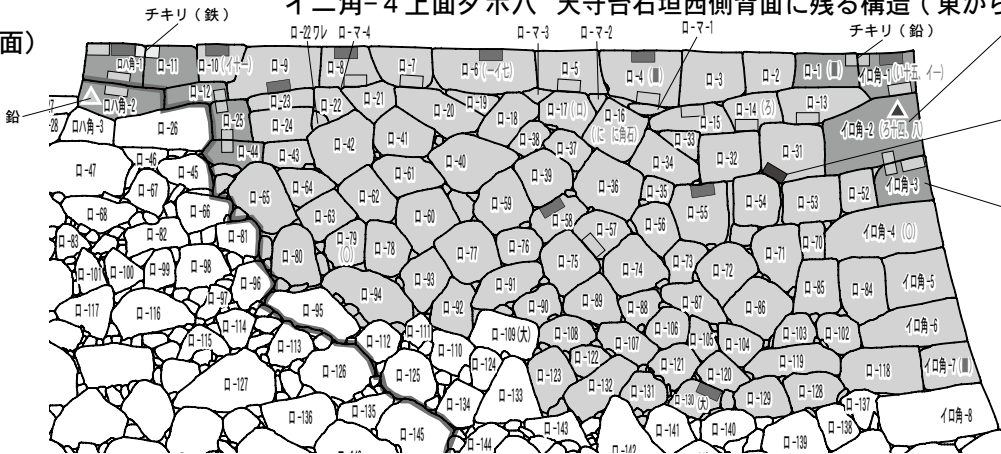 イ二角-4 上面ダボ穴 天守台石垣西側背面に残る構造(東から
面)
チキリ(鉄)
ロ-22ワレ ロ-マ-4
ロ-マ-3 ロ-マ-2 ロ-マ-1
チキリ(鉛)
鉛
ロハ角-1 ロ-11 ロ-10(イ十一) ロ-9 ロ-8 ロ-7 ロ-6(一イ七) ロ-5 ロ-4 ロ-3 ロ-2 ロ-1 イロ角-1(い十五、イ一)
ロハ角-2 ロ-12 ロ-23 ロ-22 ロ-21 ロ-20 ロ-19 ロ-18 ロ-17(ロ) ロ-16 ロ-15 ロ-14(ろ) ロ-13
(に に角石)
-28 ロハ角-3 ロ-26 ロ-25 ロ-24 イロ角-2
ロ-47 ロ-46 ロ-45 ロ-44 ロ-43 ロ-42 ロ-41 ロ-40 ロ-39 ロ-38 ロ-37 ロ-36 ロ-35 ロ-34 ロ-33 ロ-32 ロ-31
ロ-68 ロ-67 ロ-66 ロ-65 ロ-64 ロ-63 ロ-62 ロ-61 ロ-60 ロ-59 ロ-58 ロ-57 ロ-56 ロ-55 ロ-54 ロ-53 ロ-52 イロ角-3
ロ-83 ロ-82 ロ-81 ロ-80 ロ-79 ロ-78 ロ-77 ロ-76 ロ-75 ロ-74 ロ-73 ロ-72 ロ-71 ロ-70 イロ角-4(〇)
(〇)
ロ-101 ロ-100 ロ-99 ロ-98 ロ-97 ロ-96 ロ-95 ロ-94 ロ-93 ロ-92 ロ-91 ロ-90 ロ-89 ロ-88 ロ-87 ロ-86 ロ-85 ロ-84 イロ角-5
ロ-117 ロ-116 ロ-115 ロ-114 ロ-113 ロ-112 ロ-111 ロ-110 ロ-109(大) ロ-108 ロ-107 ロ-106 ロ-105 ロ-104 ロ-103 ロ-102 イロ角-6
ロ-127 ロ-126 ロ-125 ロ-124 ロ-123 ロ-122 ロ-121 ロ-120 ロ-119 ロ-118 イロ角-7
ロ-136 ロ-135 ロ-134 ロ-133 ロ-132 ロ-131 ロ-130(大) ロ-129 ロ-128 ロ-137 イロ角-8
ロ-145 ロ-144 ロ-143 ロ-141 ロ-140 ロ-139 ロ-138